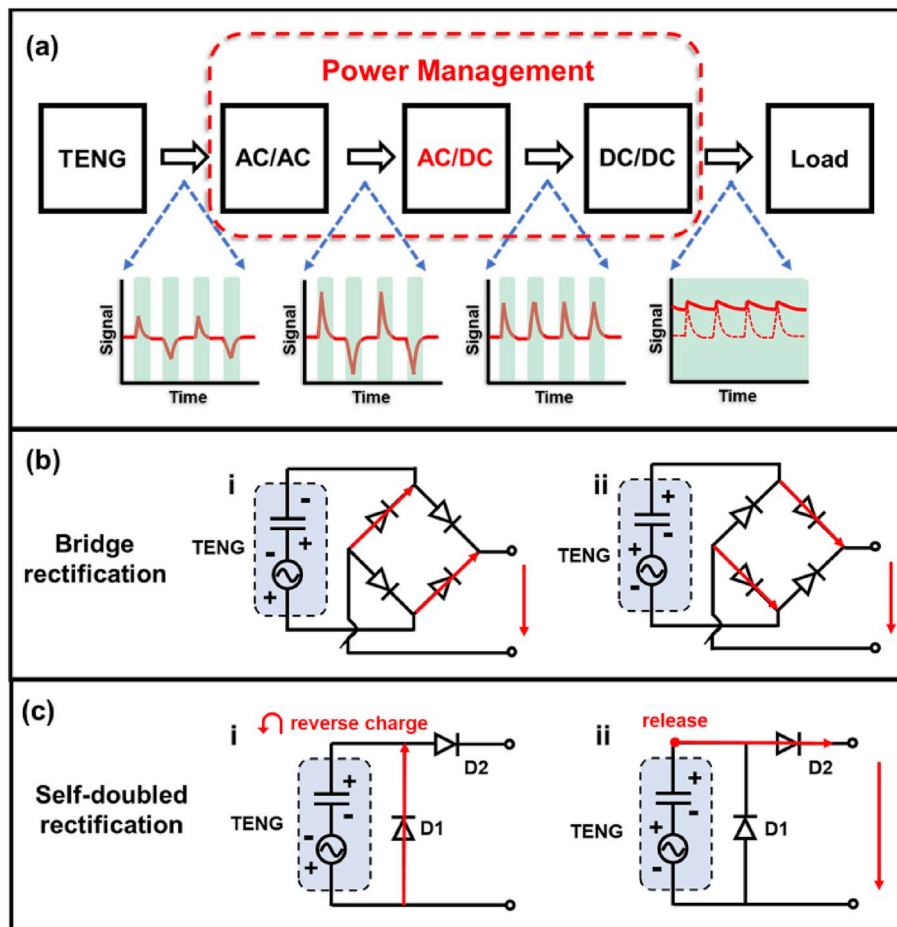 (a)
Power Management
TENG
AC/AC
AC/DC
DC/DC
Load
Signal
Time
Signal
Time
Signal
Time
Signal
Time
(b)
Bridge
rectification
i
-
+
TENG
-
+
ii
+
-
TENG
+
-
(c)
Self-doubled
rectification
i
reverse charge
D2
+
-
TENG
-
+
D1
ii
release
D2
+
-
TENG
+
-
D1